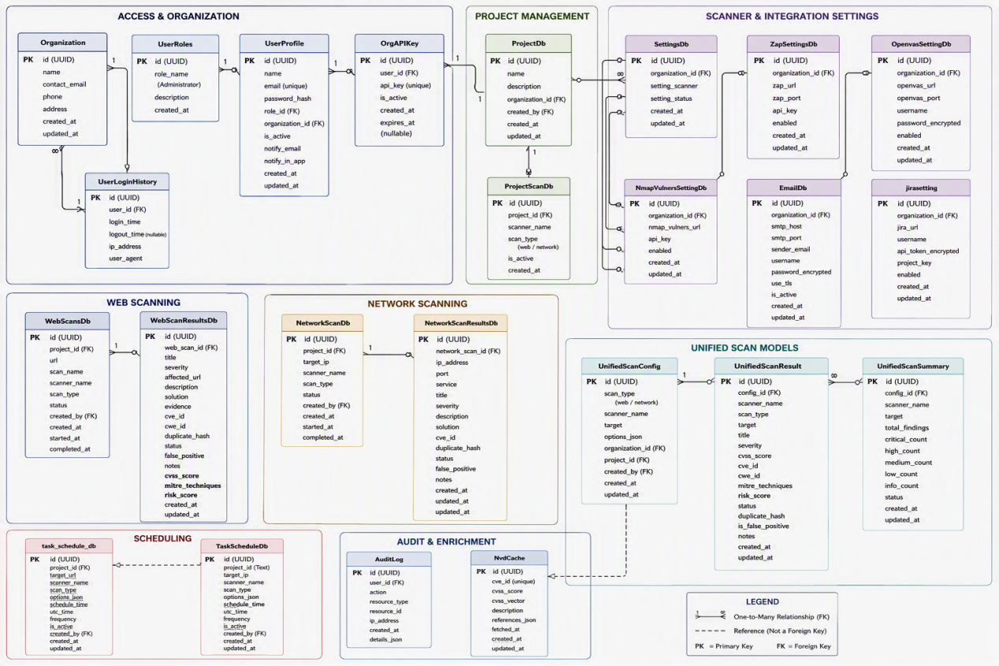 ACCESS & ORGANIZATION
Organization
PK id (UUID)
name
contact_email
phone
address
created_at
updated_at
1
∞
UserRoles
PK id (UUID)
role_name
(Administrator)
description
created_at
1
UserProfile
PK id (UUID)
name
email (unique)
password_hash
role_id (FK)
organization_id (FK)
is_active
notify_email
notify_in_app
created_at
updated_at
1
OrgAPIKey
PK id (UUID)
user_id (FK)
api_key (unique)
is_active
created_at
expires_at
(nullable)
1
1
UserLoginHistory
PK id (UUID)
user_id (FK)
login_time
logout_time (nullable)
ip_address
user_agent
1
PROJECT MANAGEMENT
ProjectDb
PK id (UUID)
name
description
organization_id (FK)
created_by (FK)
created_at
updated_at
1
ProjectScanDb
PK id (UUID)
project_id (FK)
scanner_name
scan_type
(web / network)
is_active
created_at
SCANNER & INTEGRATION SETTINGS
∞
SettingsDb
PK id (UUID)
organization_id (FK)
setting_scanner
setting_status
created_at
updated_at
ZapSettingsDb
PK id (UUID)
organization_id (FK)
zap_url
zap_port
api_key
enabled
created_at
updated_at
OpenvasSettingDb
PK id (UUID)
organization_id (FK)
openvas_url
openvas_port
username
password_encrypted
enabled
created_at
updated_at
NmapVulnersSettingDb
PK id (UUID)
organization_id (FK)
nmap_vulners_url
api_key
enabled
created_at
updated_at
EmailDb
PK id (UUID)
organization_id (FK)
smtp_host
smtp_port
sender_email
username
password_encrypted
use_tls
is_active
created_at
updated_at
jirasetting
PK id (UUID)
organization_id (FK)
jira_url
username
api_token_encrypted
project_key
enabled
created_at
updated_at
WEB SCANNING
WebScansDb
PK id (UUID)
project_id (FK)
url
scan_name
scanner_name
scan_type
status
created_by (FK)
created_at
started_at
completed_at
1
WebScanResultsDb
PK id (UUID)
web_scan_id (FK)
title
severity
affected_url
description
solution
evidence
cve_id
cwe_id
duplicate_hash
status
false_positive
notes
cvss_score
mitre_techniques
risk_score
created_at
updated_at
NETWORK SCANNING
NetworkScanDb
PK id (UUID)
project_id (FK)
target_ip
scanner_name
scan_type
status
created_by (FK)
created_at
started_at
completed_at
1
NetworkScanResultsDb
PK id (UUID)
network_scan_id (FK)
ip_address
port
service
title
severity
description
solution
cve_id
duplicate_hash
status
false_positive
notes
created_at
updated_at
updated_at
UNIFIED SCAN MODELS
UnifiedScanConfig
PK id (UUID)
scan_type
(web / network)
scanner_name
target
options_json
organization_id (FK)
project_id (FK)
created_by (FK)
created_at
updated_at
1
UnifiedScanResult
PK id (UUID)
config_id (FK)
scanner_name
scan_type
target
title
severity
cvss_score
cve_id
cwe_id
mitre_techniques
risk_score
status
duplicate_hash
is_false_positive
notes
created_at
updated_at
∞
UnifiedScanSummary
PK id (UUID)
config_id (FK)
scanner_name
target
total_findings
critical_count
high_count
medium_count
low_count
info_count
status
created_at
updated_at
SCHEDULING
task_schedule_db
PK id (UUID)
project_id (FK)
target_url
scanner_name
scan_type
options_json
schedule_time
utc_time
frequency
is_active
created_by (FK)
created_at
updated_at
TaskScheduleDb
PK id (UUID)
project_id (Text)
target_ip
scanner_name
scan_type
options_json
schedule_time
utc_time
frequency
is_active
created_by (FK)
created_at
updated_at
AUDIT & ENRICHMENT
AuditLog
PK id (UUID)
user_id (FK)
action
resource_type
resource_id
ip_address
created_at
details_json
NvdCache
PK id (UUID)
cve_id (unique)
cvss_score
cvss_vector
description
references_json
fetched_at
created_at
updated_at
LEGEND
1 ∞ One-to-Many Relationship (FK)
Reference (Not a Foreign Key)
PK = Primary Key FK = Foreign Key